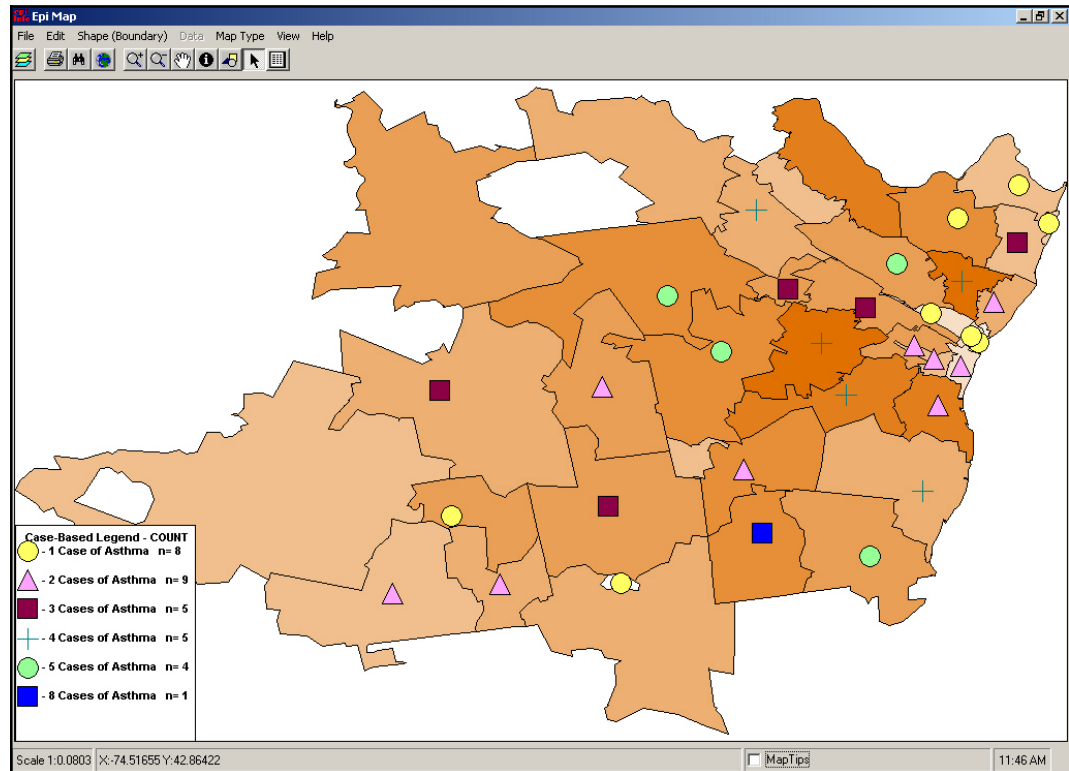 Epi Map
File Edit Shape (Boundary) Data Map Type View Help
Case-Based Legend - COUNT
- 1 Case of Asthma n= 8
- 2 Cases of Asthma n= 9
- 3 Cases of Asthma n= 5
- 4 Cases of Asthma n= 5
- 5 Cases of Asthma n= 4
- 8 Cases of Asthma n= 1
Scale 1:0.0803 X:-74.51655 Y:42.86422 MapTips 11:46 AM